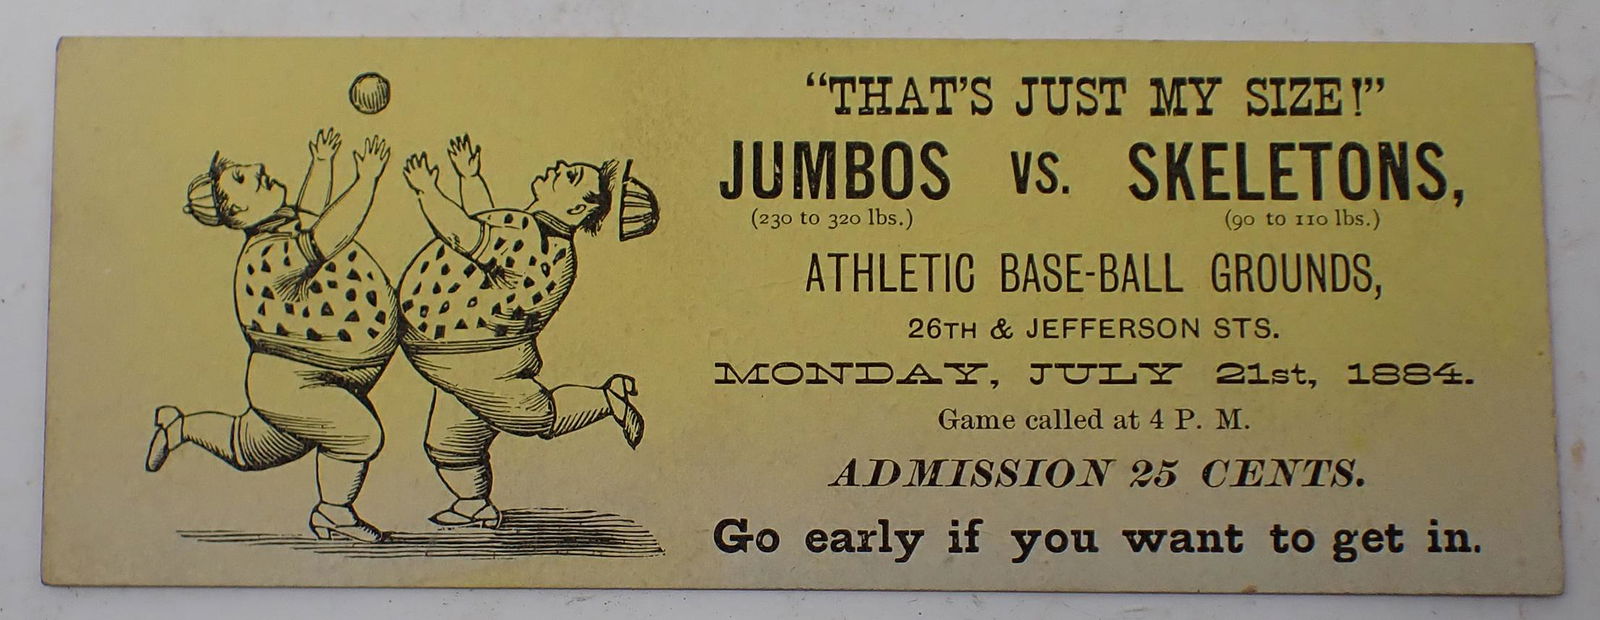 “THAT’S JUST MY SIZE!”
JUMBOS VS. SKELETONS,
(230 to 320 lbs.) (90 to 110 lbs.)
ATHLETIC BASE-BALL GROUNDS,
26TH & JEFFERSON STS.
MONDAY, JULY 21st, 1884.
Game called at 4 P. M.
ADMISSION 25 CENTS.
Go early if you want to get in.